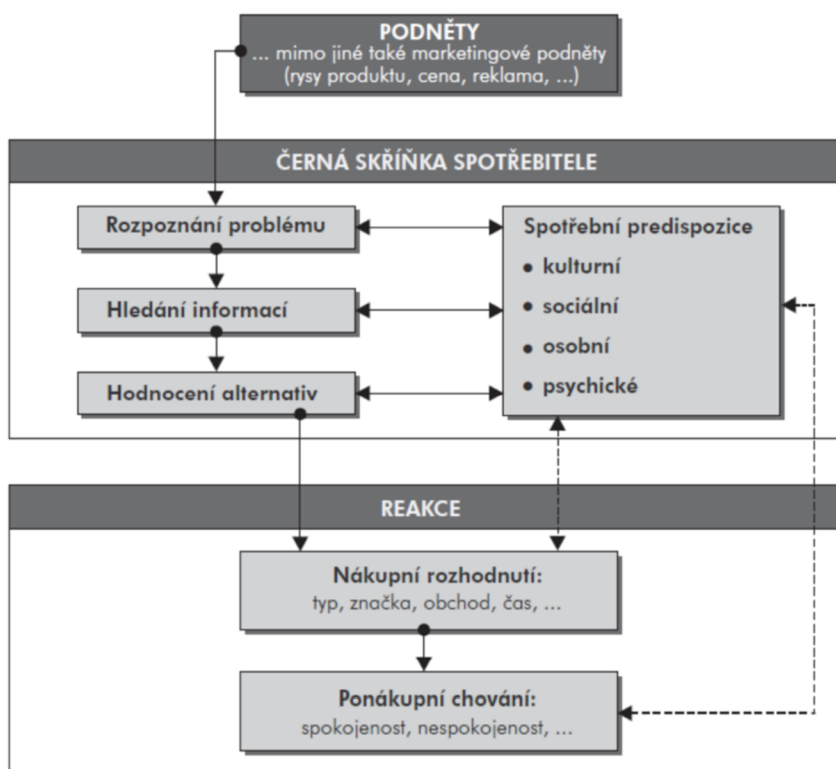 PODNĚTY
... mimo jiné také marketingové podněty
(rysy produktu, cena, reklama, ...)
ČERNÁ SKŘÍŇKA SPOTŘEBITELE
Rozpoznání problému
Hledání informací
Hodnocení alternativ
Spotřební predispozice
• kulturní
• sociální
• osobní
• psychické
REAKCE
Nákupní rozhodnutí:
typ, značka, obchod, čas, ...
Ponákupní chování:
spokojenost, nespokojenost, ...